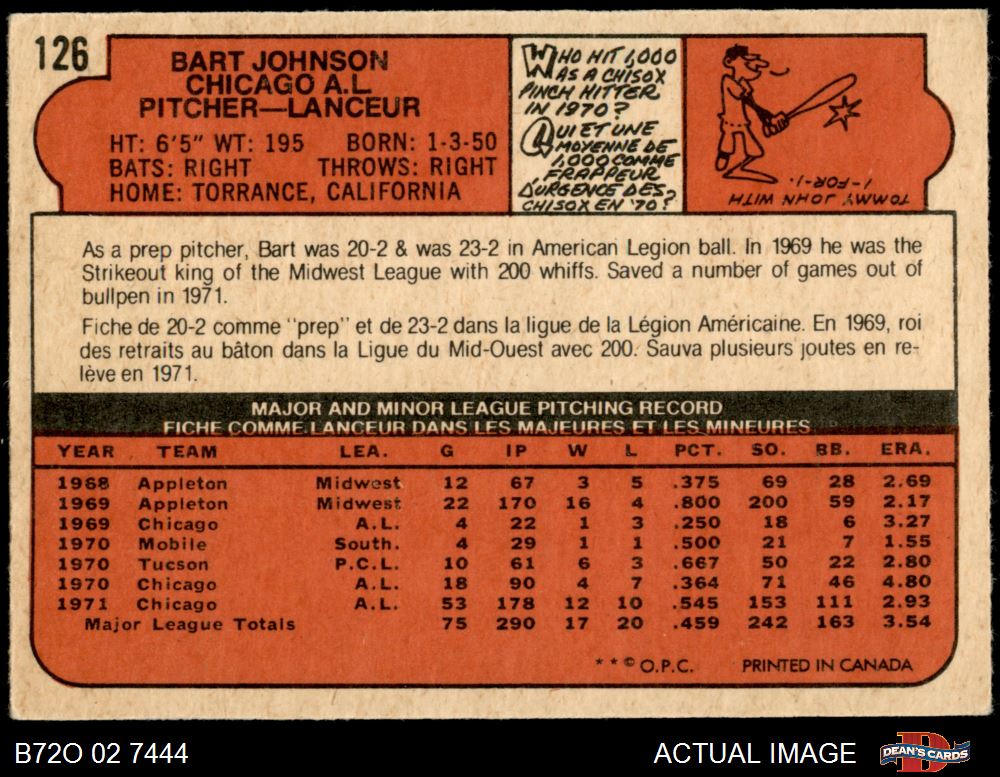 126
BART JOHNSON
CHICAGO A.L.
PITCHER—LANCEUR
HT: 6'5" WT: 195 BORN: 1-3-50
BATS: RIGHT THROWS: RIGHT
HOME: TORRANCE, CALIFORNIA
WHO HIT 1,000
AS A CHISOX
PINCH HITTER
IN 1970?
QUI ET UNE
MOYENNE DE
1,000 COMME
FRAPPEUR
D'URGENCE DES
CHISOX EN '70?
TOMMY JOHN WITH
1-FOR-1.
As a prep pitcher, Bart was 20-2 & was 23-2 in American Legion ball. In 1969 he was the
Strikeout king of the Midwest League with 200 whiffs. Saved a number of games out of
bullpen in 1971.
Fiche de 20-2 comme "prep" et de 23-2 dans la ligue de la Légion Américaine. En 1969, roi
des retraits au bâton dans la Ligue du Mid-Ouest avec 200. Sauva plusieurs joutes en re-
lève en 1971.
MAJOR AND MINOR LEAGUE PITCHING RECORD
FICHE COMME LANCEUR DANS LES MAJEURES ET LES MINEURES
YEAR TEAM LEA. G IP W L PCT. SO. BB. ERA.
1968 Appleton Midwest 12 67 3 5 .375 69 28 2.69
1969 Appleton Midwest 22 170 16 4 .800 200 59 2.17
1969 Chicago A.L. 4 22 1 3 .250 18 6 3.27
1970 Mobile South. 4 29 1 1 .500 21 7 1.55
1970 Tucson P.C.L. 10 61 6 3 .667 50 22 2.80
1970 Chicago A.L. 18 90 4 7 .364 71 46 4.80
1971 Chicago A.L. 53 178 12 10 .545 153 111 2.93
Major League Totals 75 290 17 20 .459 242 163 3.54
* * © O.P.C. PRINTED IN CANADA
B72O 02 7444
ACTUAL IMAGE
DEAN'S CARDS